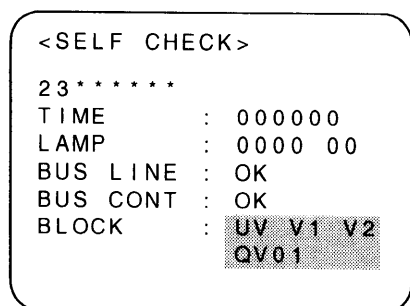 <SELF CHECK>
23******
TIME : 000000
LAMP : 0000 00
BUS LINE : OK
BUS CONT : OK
BLOCK : UV V1 V2
QV01